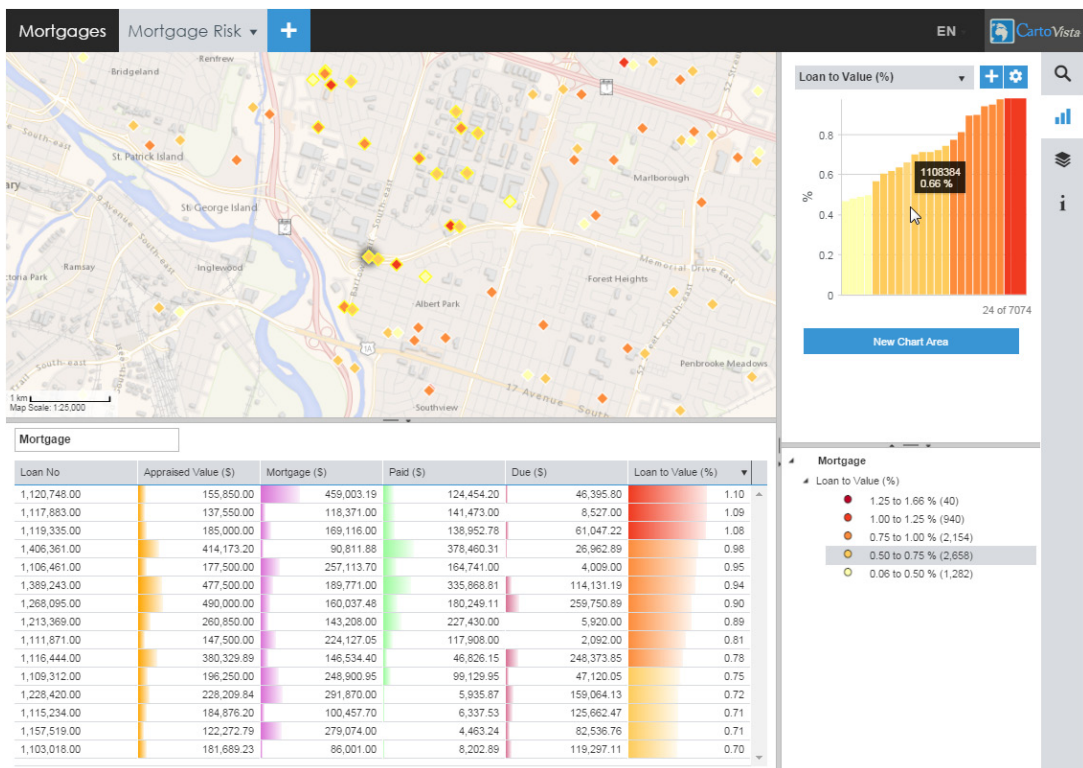 Mortgages
Mortgage Risk
EN
CartoVista
Renfrew
Bridgeland
South-east
St. Patrick Island
St. George Island
9 Avenue South-east
South-east
Ramsay
Inglewood
Marlborough
Memorial Drive East
Forest Heights
Albert Park
52 Street
1
2
1A
Penbrooke Meadows
17 Avenue South
Southview
South-east
1 km
Map Scale: 1:25,000
Loan to Value (%)
%
0.8
0.6
0.4
0.2
0
1108384
0.66 %
24 of 7074
New Chart Area
Mortgage
Loan No Appraised Value ($) Mortgage ($) Paid ($) Due ($) Loan to Value (%)
1,120,748.00 155,850.00 459,003.19 124,454.20 46,395.80 1.10
1,117,883.00 137,550.00 118,371.00 141,473.00 8,527.00 1.09
1,119,335.00 185,000.00 169,116.00 138,952.78 61,047.22 1.08
1,406,361.00 414,173.20 90,811.88 378,460.31 26,962.89 0.98
1,106,461.00 177,500.00 257,113.70 164,741.00 4,009.00 0.95
1,389,243.00 477,500.00 189,771.00 335,868.81 114,131.19 0.94
1,268,095.00 490,000.00 160,037.48 180,249.11 259,750.89 0.90
1,213,369.00 260,850.00 143,208.00 227,430.00 5,920.00 0.89
1,111,871.00 147,500.00 224,127.05 117,908.00 2,092.00 0.81
1,116,444.00 380,329.89 146,534.40 46,826.15 248,373.85 0.78
1,109,312.00 196,250.00 248,900.95 99,129.95 47,120.05 0.75
1,228,420.00 228,209.84 291,870.00 5,935.87 159,064.13 0.72
1,115,234.00 184,876.20 100,457.70 6,337.53 125,662.47 0.71
1,157,519.00 122,272.79 279,074.00 4,463.24 82,536.76 0.71
1,103,018.00 181,689.23 86,001.00 8,202.89 119,297.11 0.70
Mortgage
Loan to Value (%)
1.25 to 1.66 % (40)
1.00 to 1.25 % (940)
0.75 to 1.00 % (2,154)
0.50 to 0.75 % (2,658)
0.06 to 0.50 % (1,282)